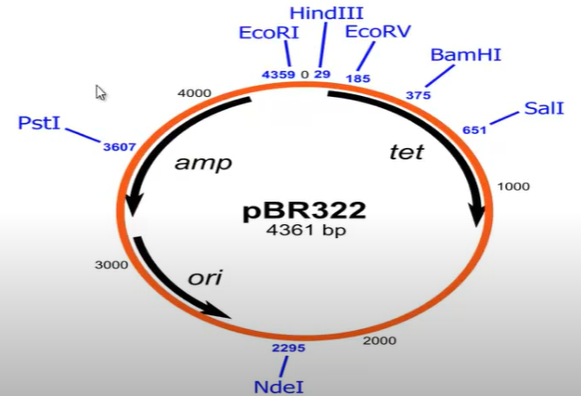 HindIII
EcoRI
EcoRV
BamHI
4359 0 29 185
4000
375
SalI
PstI
651
3607
amp
tet
1000
pBR322
4361 bp
3000
ori
2295
2000
NdeI